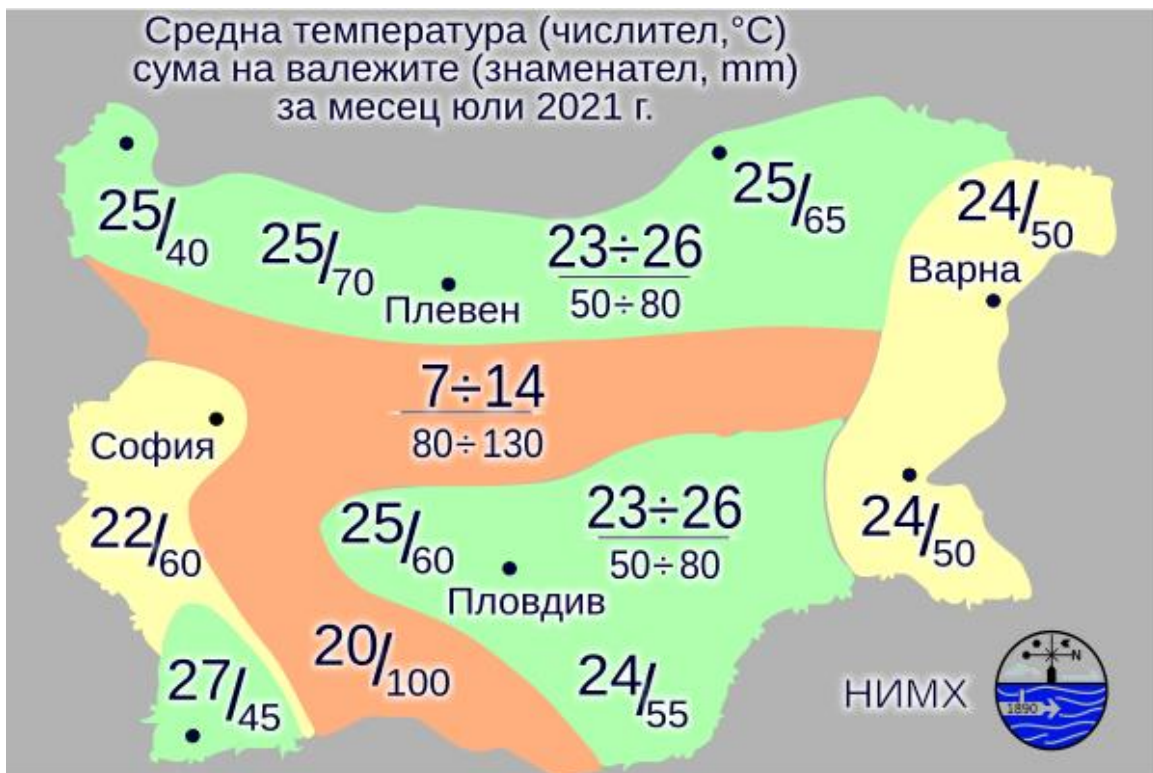 Средна температура (числител,°C)
сума на валежите (знаменател, mm)
за месец юли 2021 г.
25/40
25/70
Плевен
23÷26
50÷80
25/65
24/50
Варна
7÷14
80÷130
София
22/60
25/60
Пловдив
23÷26
50÷80
24/50
27/45
20/100
24/55
НИМХ
N
1890